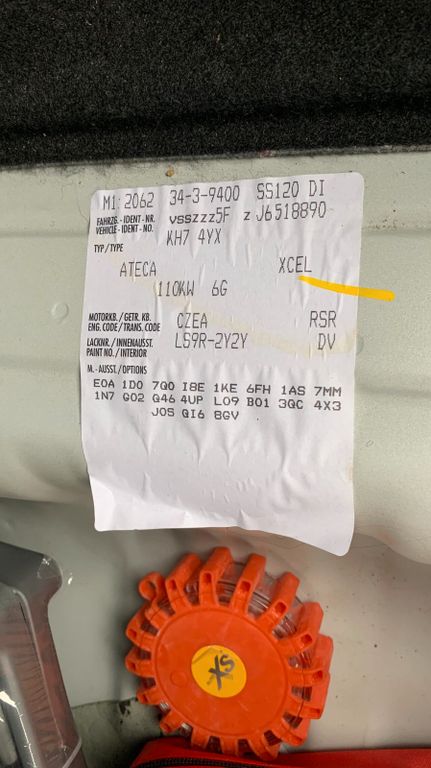 M1 2062 34-3-9400 SS120 DI
FAHRZG.-IDENT-NR. VSSZZZ5F Z J6518890
VEHICLE-IDENT-NO.
TYP/TYPE KH7 4YX
ATECA XCEL
110KW 6G
MOTORKB./GETR. KB. CZEA RSR
ENG. CODE/TRANS. CODE
LACKNR./INNENAUSST. LS9R-2Y2Y DV
PAINT NO./INTERIOR
M.-AUSST./OPTIONS
E0A 1D0 7Q0 I8E 1KE 6FH 1AS 7MM
1N7 G02 Q46 4UP L09 B01 3QC 4X3
J0S QI6 8GV
XS